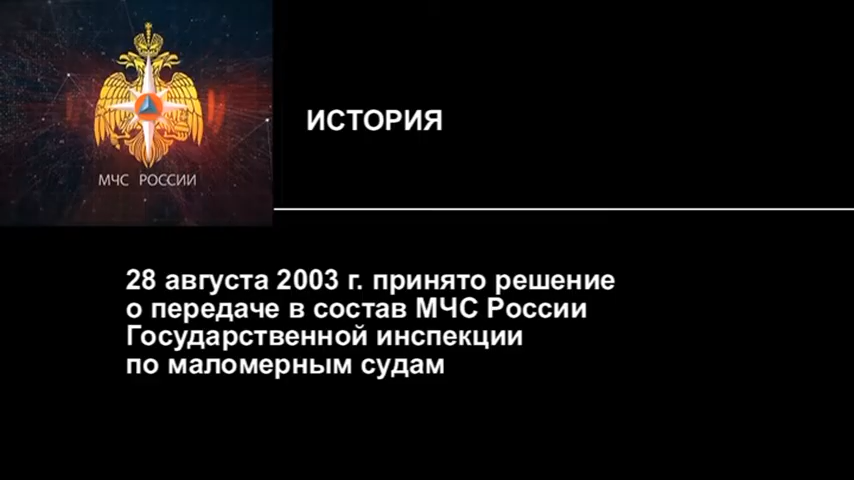 МЧС РОССИИ
ИСТОРИЯ
28 августа 2003 г. принято решение
о передаче в состав МЧС России
Государственной инспекции
по маломерным судам